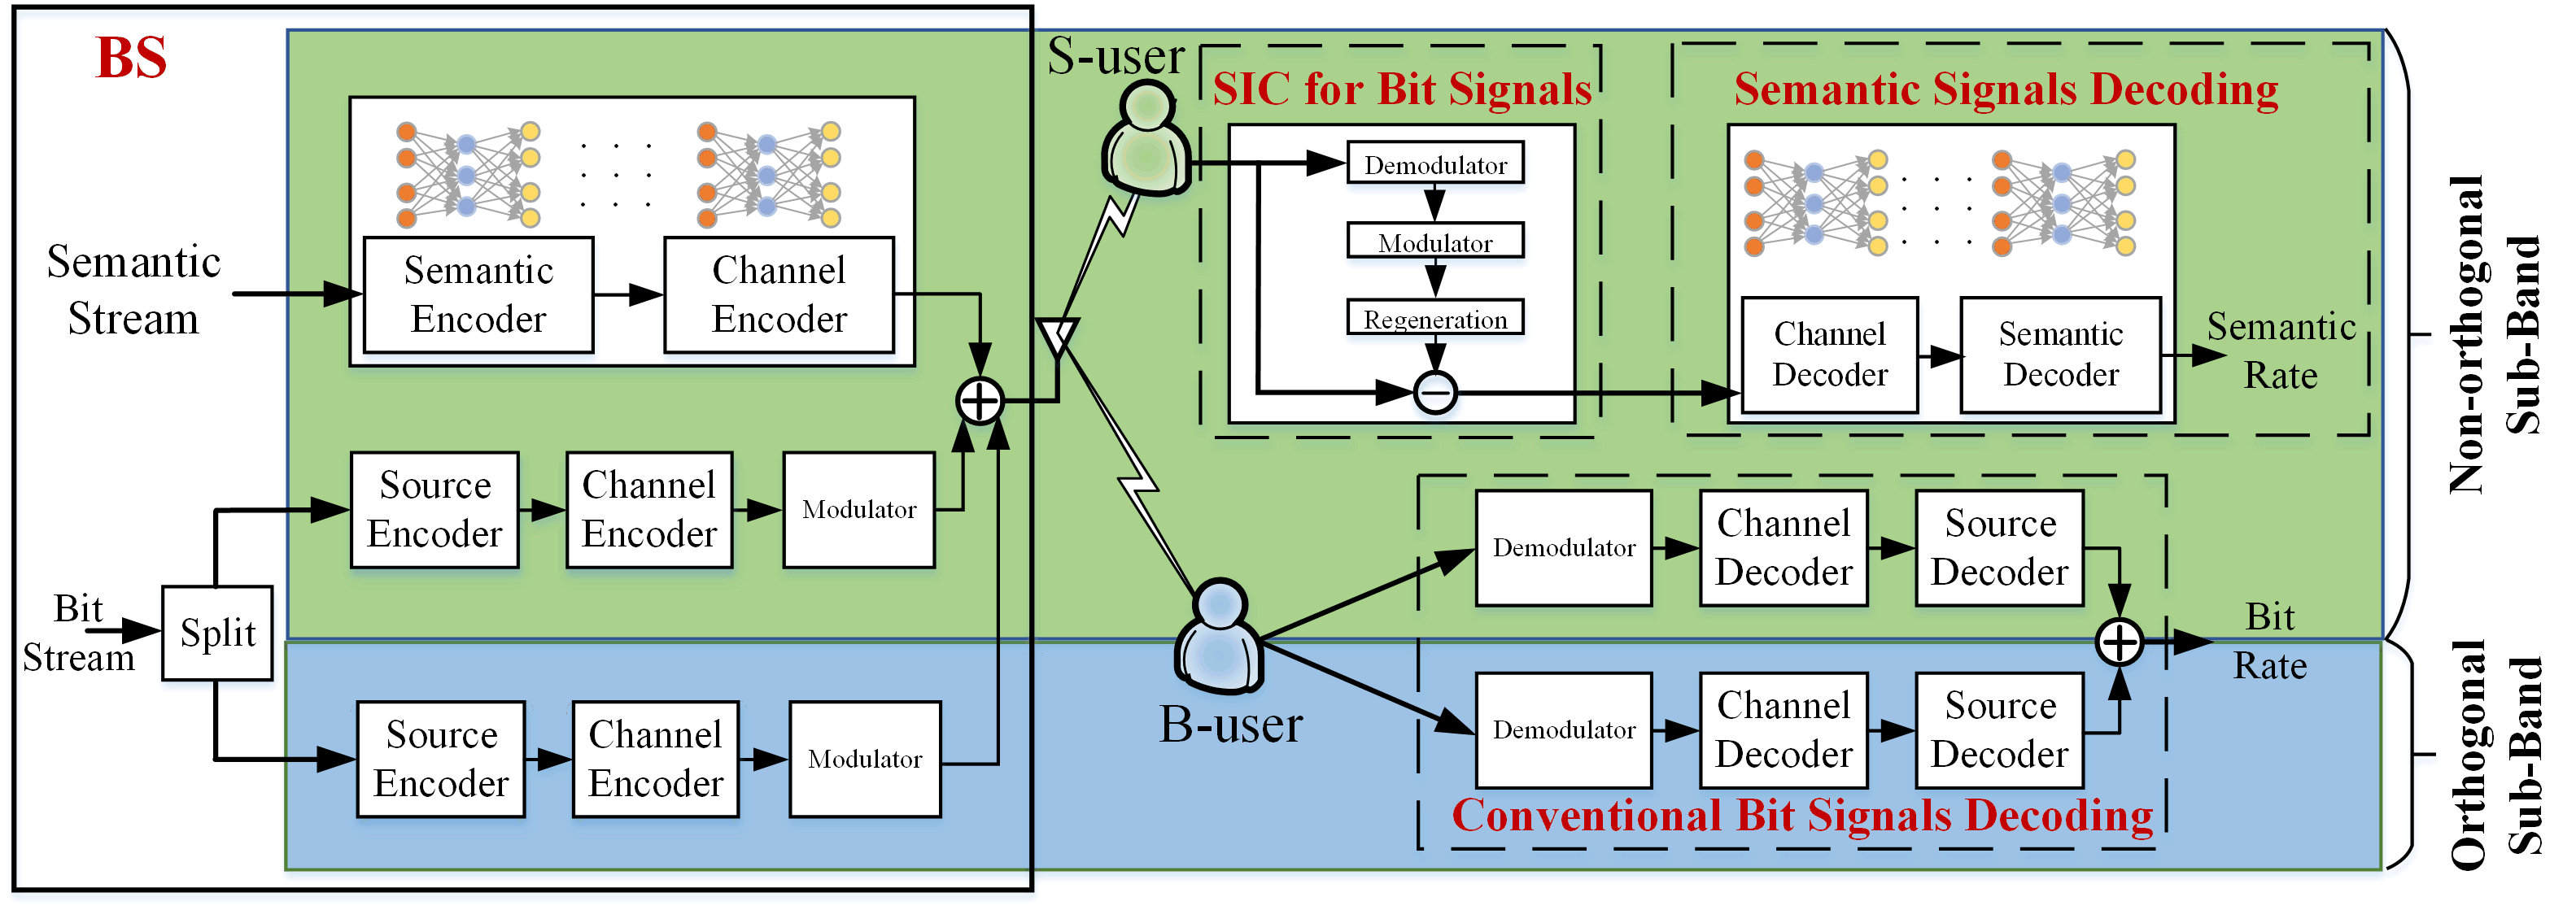 BS
Semantic
Stream
Semantic
Encoder
Channel
Encoder
Source
Encoder
Channel
Encoder
Modulator
Bit
Stream
Split
Source
Encoder
Channel
Encoder
Modulator
S-user
B-user
SIC for Bit Signals
Demodulator
Modulator
Regeneration
Semantic Signals Decoding
Channel
Decoder
Semantic
Decoder
Semantic
Rate
Demodulator
Channel
Decoder
Source
Decoder
Demodulator
Channel
Decoder
Source
Decoder
Conventional Bit Signals Decoding
Bit
Rate
Non-orthogonal
Sub-Band
Orthogonal
Sub-Band